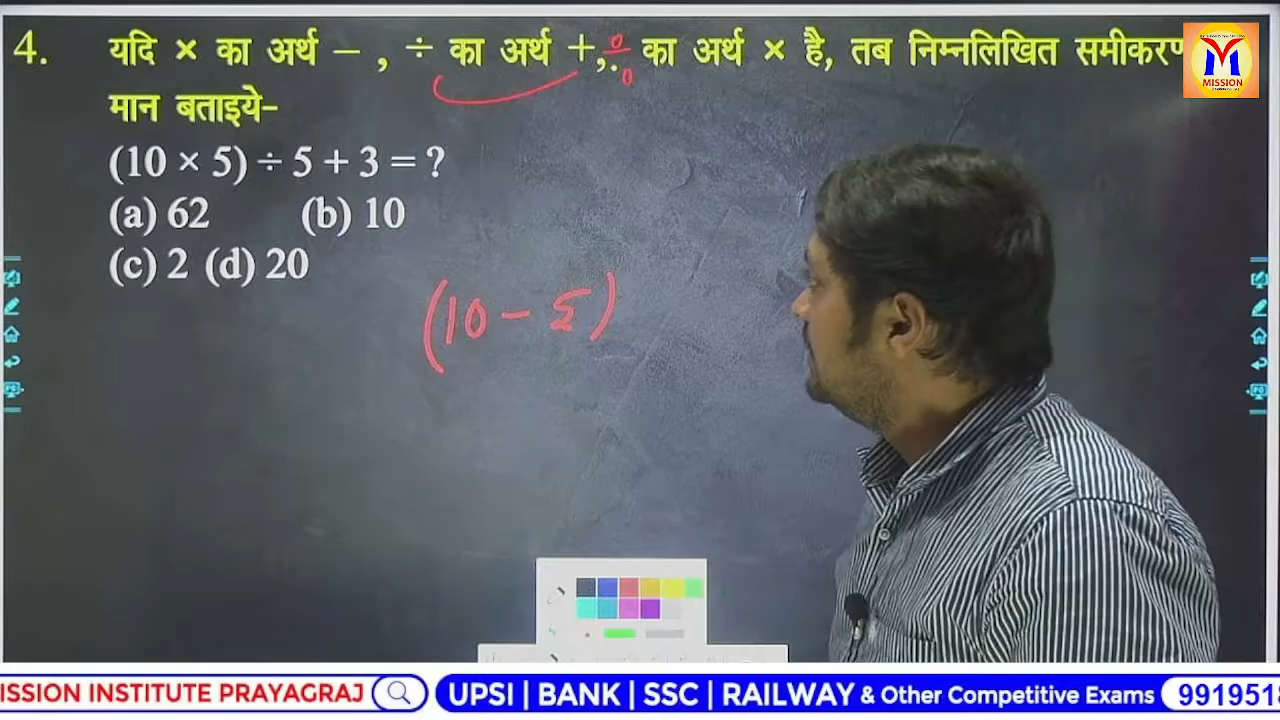 4. यदि × का अर्थ – , ÷ का अर्थ +, ÷ का अर्थ × है, तब निम्नलिखित समीकरण
मान बताइये-
(10 × 5) ÷ 5 + 3 = ?
(a) 62 (b) 10
(c) 2 (d) 20
(10 - 5)
MISSION
ISSION INSTITUTE PRAYAGRAJ UPSI | BANK | SSC | RAILWAY & Other Competitive Exams